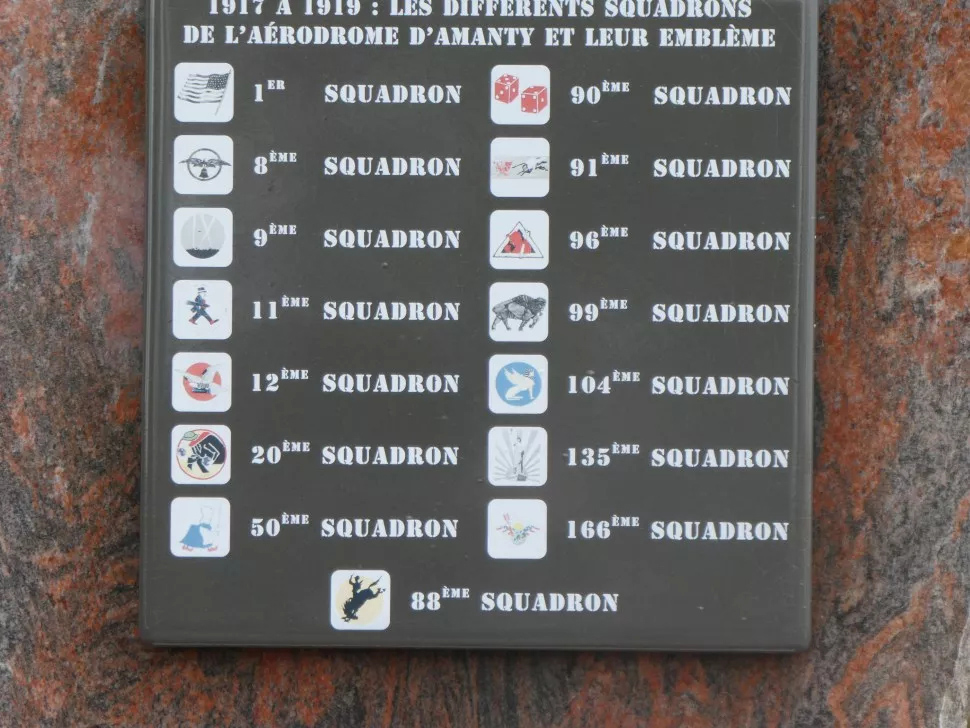 1917 À 1919 : LES DIFFÉRENTS SQUADRONS
DE L'AÉRODROME D'AMANTY ET LEUR EMBLÈME
1ER SQUADRON
90ÈME SQUADRON
8ÈME SQUADRON
91ÈME SQUADRON
9ÈME SQUADRON
96ÈME SQUADRON
11ÈME SQUADRON
99ÈME SQUADRON
12ÈME SQUADRON
104ÈME SQUADRON
20ÈME SQUADRON
135ÈME SQUADRON
50ÈME SQUADRON
166ÈME SQUADRON
88ÈME SQUADRON